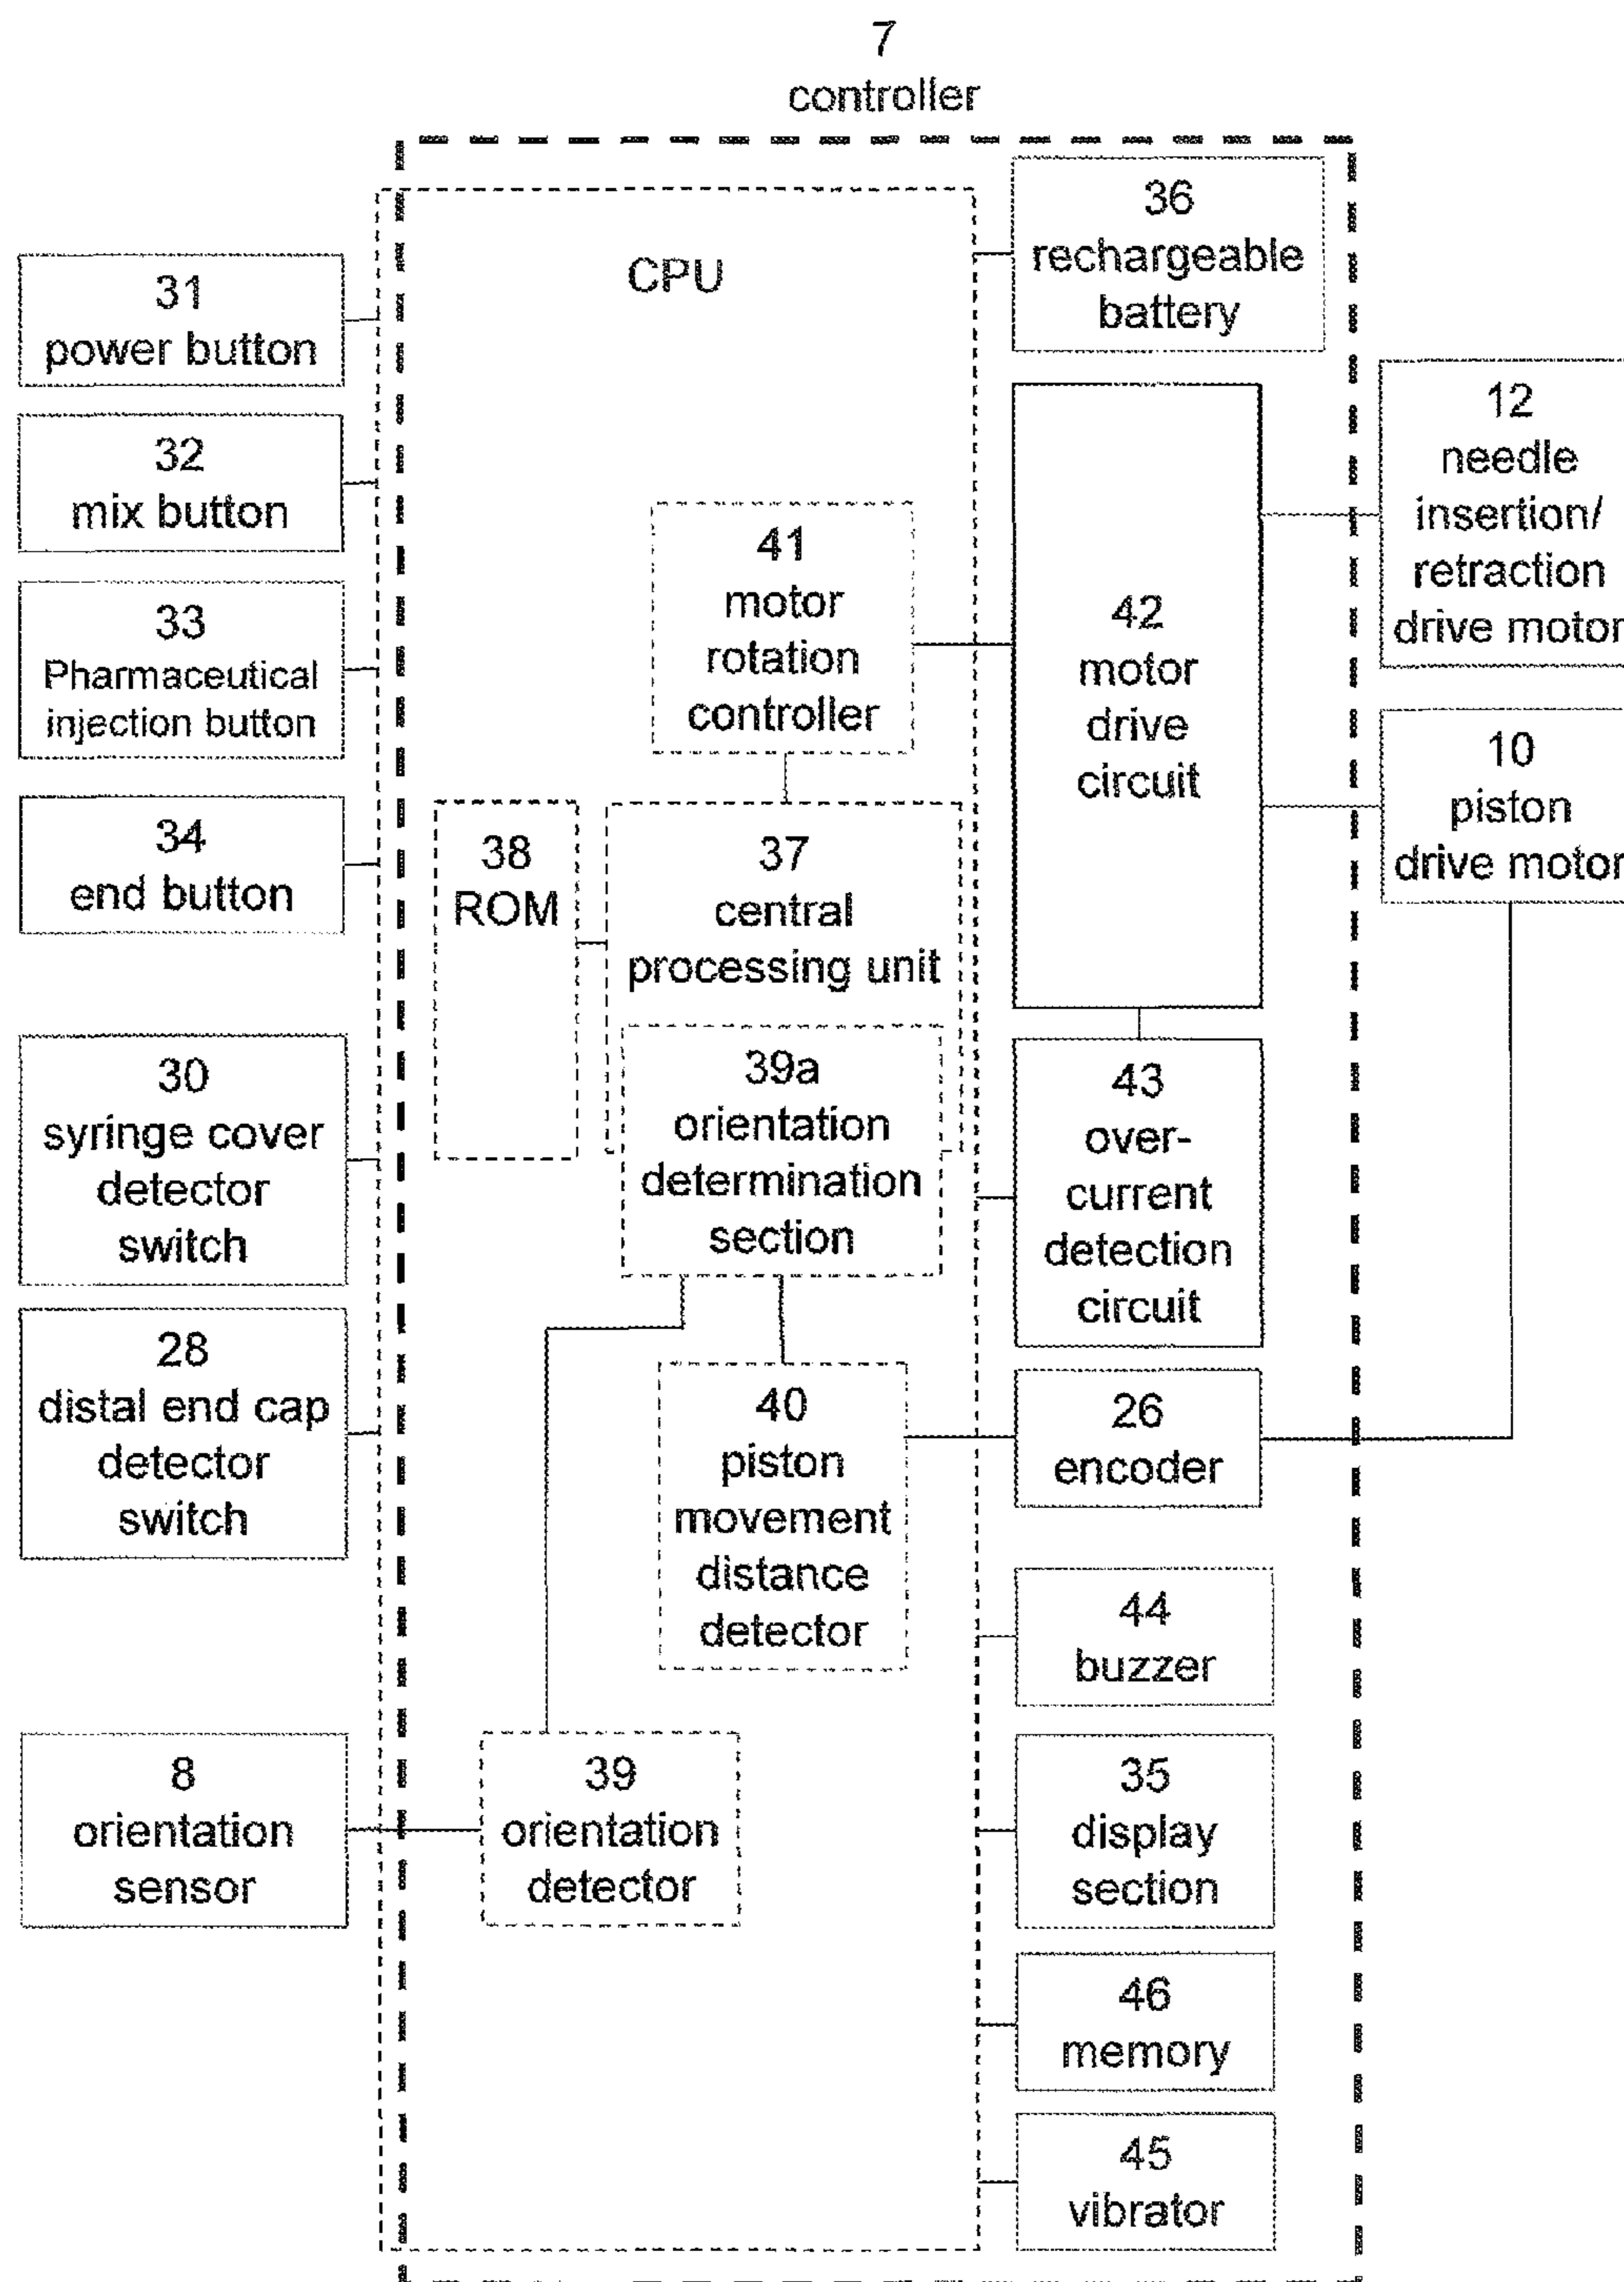 7
controller
CPU
31
power button
32
mix button
33
Pharmaceutical
injection button
34
end button
30
syringe cover
detector
switch
28
distal end cap
detector
switch
8
orientation
sensor
41
motor
rotation
controller
38
ROM
37
central
processing unit
39a
orientation
determination
section
40
piston
movement
distance
detector
39
orientation
detector
36
rechargeable
battery
42
motor
drive
circuit
43
over-
current
detection
circuit
26
encoder
44
buzzer
35
display
section
46
memory
45
vibrator
12
needle
insertion/
retraction
drive motor
10
piston
drive motor